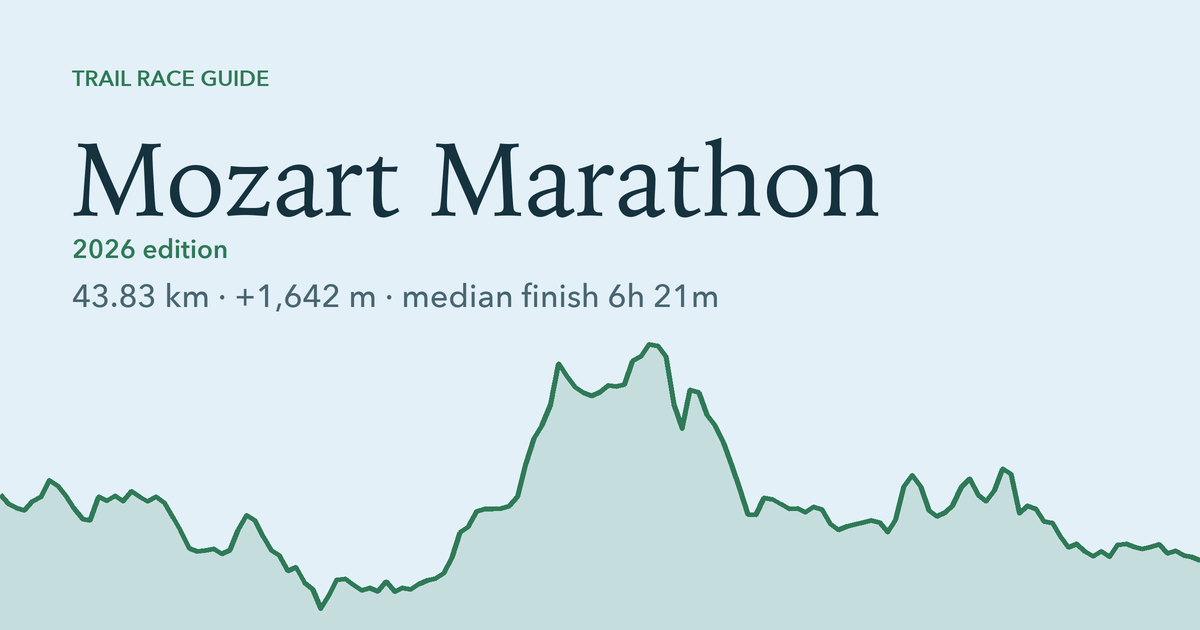 TRAIL RACE GUIDE
Mozart Marathon
2026 edition
43.83 km · +1,642 m · median finish 6h 21m